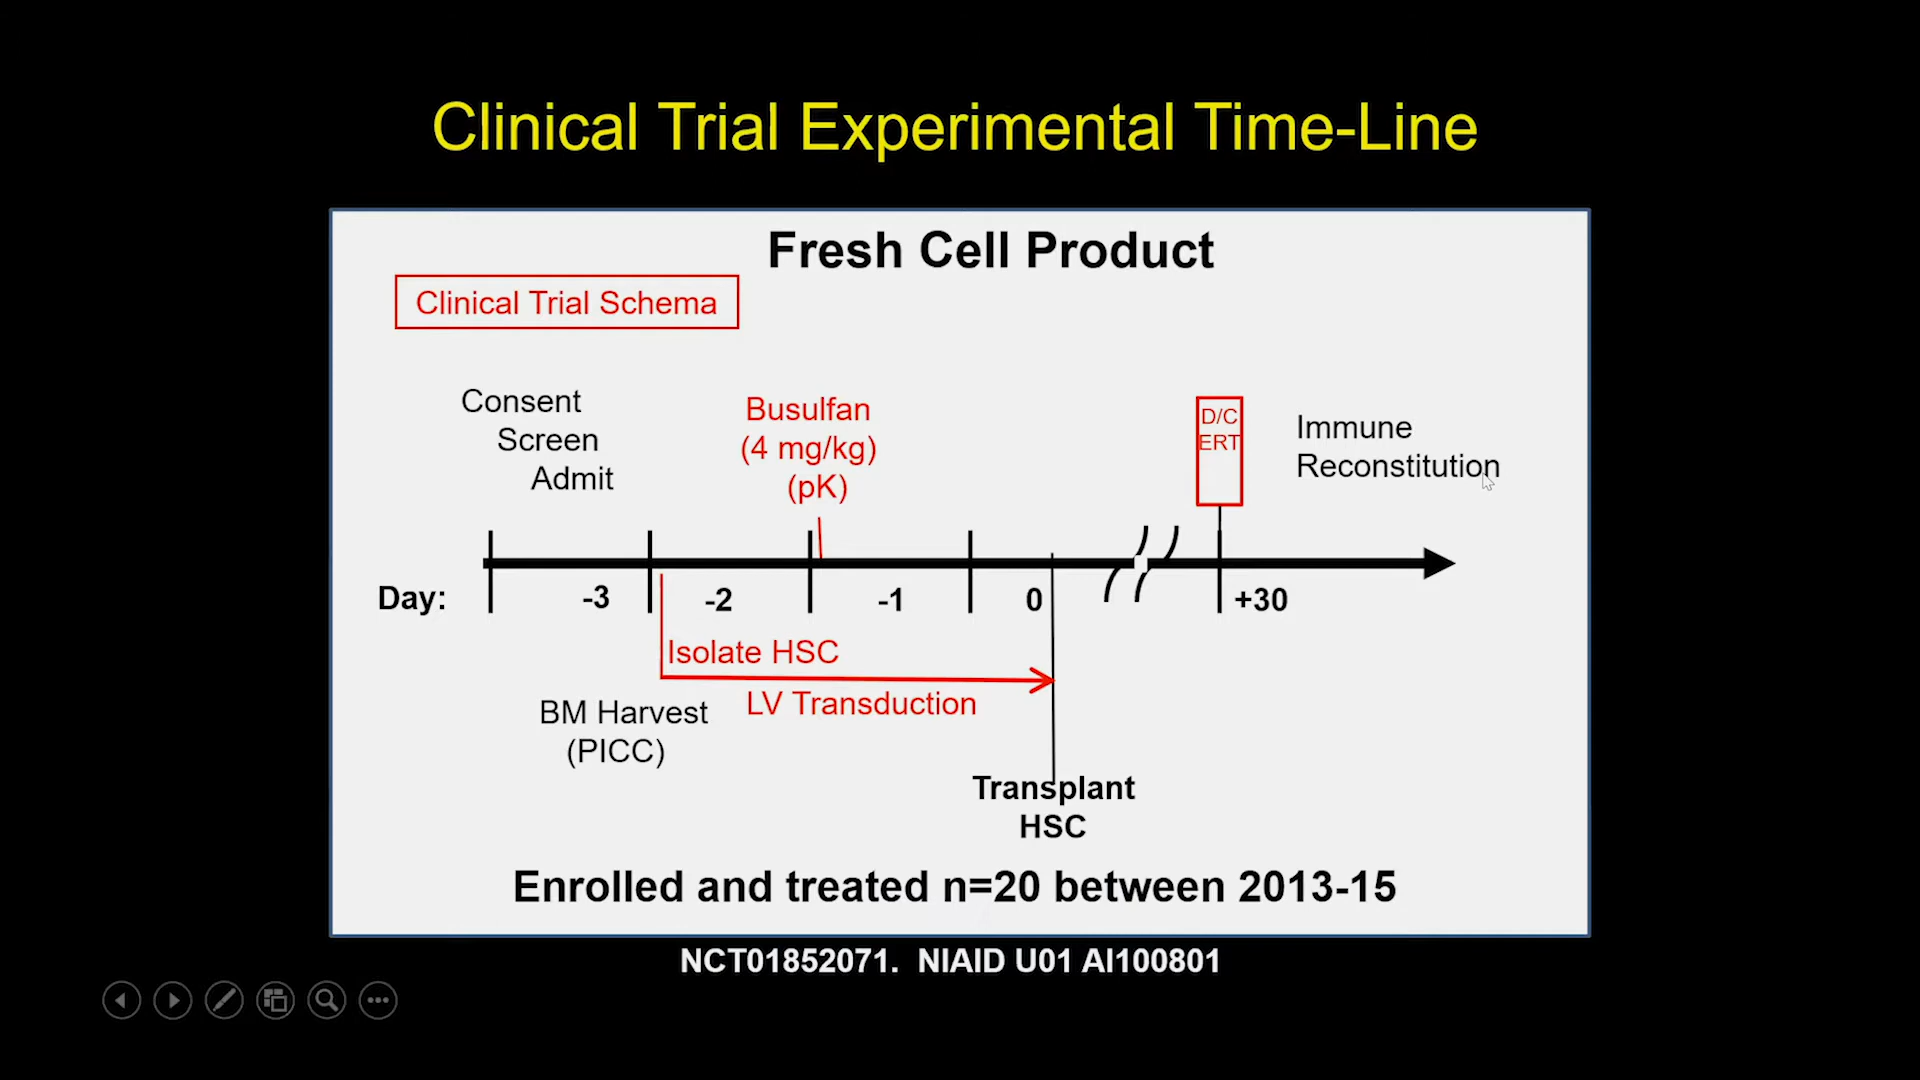 Clinical Trial Experimental Time-Line
Fresh Cell Product
Clinical Trial Schema
Consent
Screen
Admit
Busulfan
(4 mg/kg)
(pK)
D/C
ERT
Immune
Reconstitution
Day:
-3
-2
-1
0
+30
Isolate HSC
LV Transduction
BM Harvest
(PICC)
Transplant
HSC
Enrolled and treated n=20 between 2013-15
NCT01852071. NIAID U01 AI100801